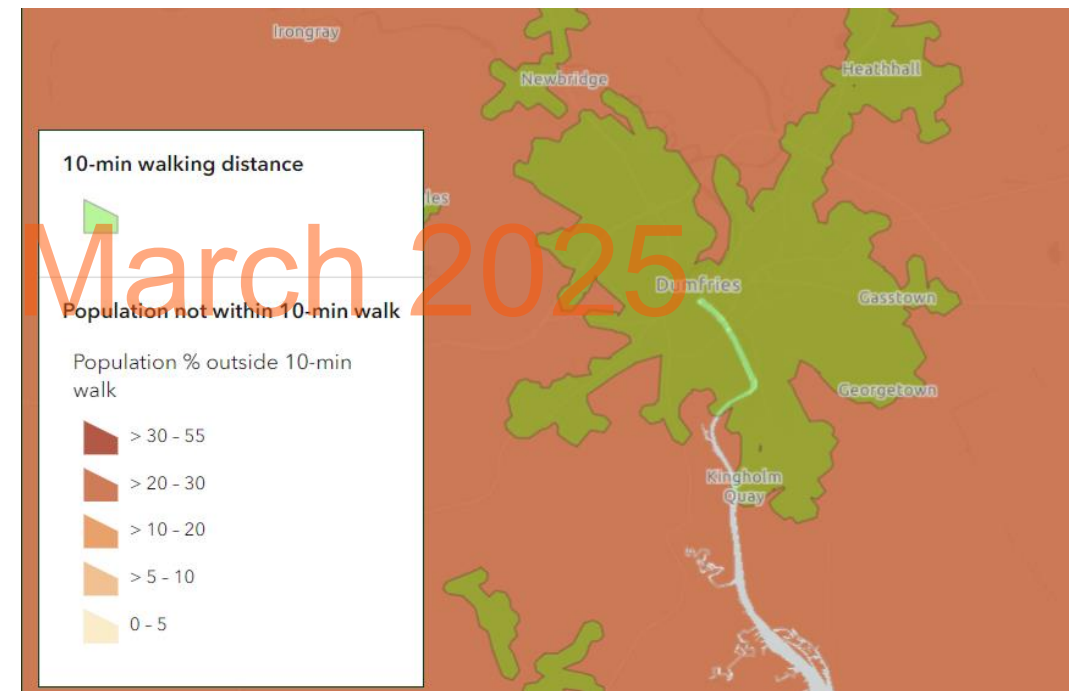 Irongray
Newbridge
Heathhall
10-min walking distance
les
March 2025
Dumfries
Gasstown
Population not within 10-min walk
Population % outside 10-min
walk
Georgetown
> 30 - 55
> 20 - 30
Kingholm
Quay
> 10 - 20
> 5 - 10
0 - 5